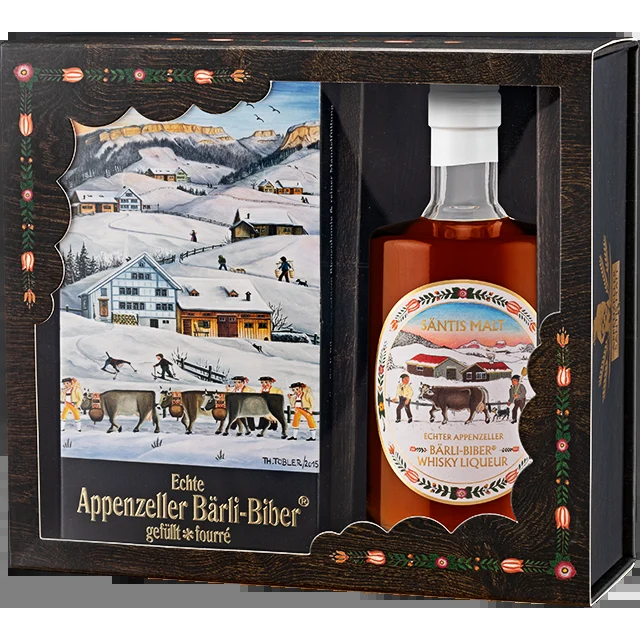 TH.TOBLER/2015
Echte
Appenzeller Bärli-Biber®
gefüllt * fourré
SÄNTIS MALT
ECHTER APPENZELLER
BÄRLI-BIBER®
WHISKY LIQUEUR